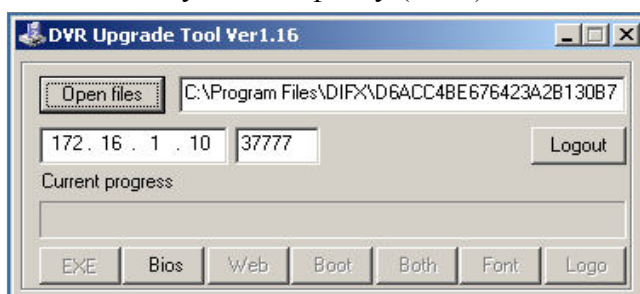 DVR Upgrade Tool Ver1.16
Open files C:\Program Files\DIFX\D6ACC4BE676423A2B130B7
172 . 16 . 1 . 10 37777 Logout
Current progress
EXE Bios Web Boot Both Font Logo